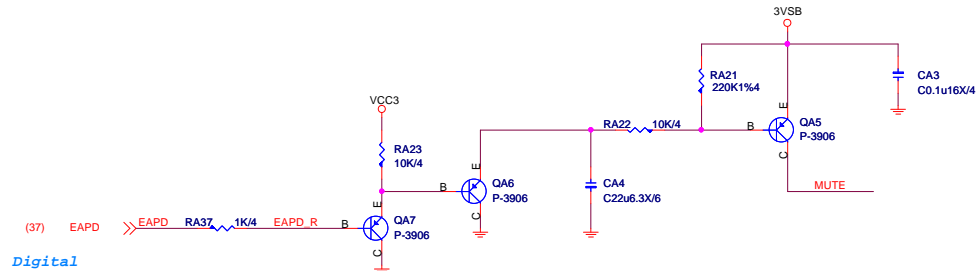 3VSB
RA21
220K1%4
CA3
C0.1u16X/4
VCC3
RA22 10K/4
E
QA5
B
P-3906
C
RA23
10K/4
E
QA6
B
P-3906
C
CA4
C22u6.3X/6
MUTE
E
QA7
(37) EAPD EAPD RA37 1K/4 EAPD_R B
P-3906
C
Digital